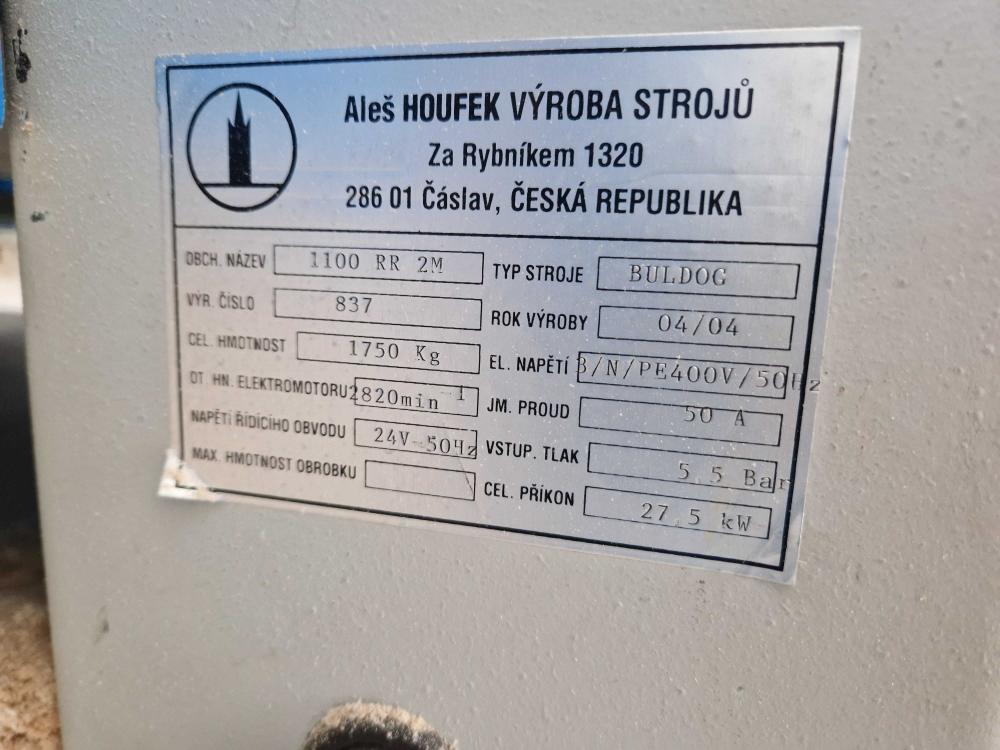 Aleš HOUFEK VÝROBA STROJŮ
Za Rybníkem 1320
286 01 Čáslav, ČESKÁ REPUBLIKA
OBCH. NÁZEV 1100 RR 2M TYP STROJE BULDOG
VÝR. ČÍSLO 837 ROK VÝROBY 04/04
CEL. HMOTNOST 1750 Kg EL. NAPĚTÍ 3/N/PE400V/50Hz
OT. HN. ELEKTROMOTORU 2820min 1 JM. PROUD 50 A
NAPĚTÍ ŘÍDÍCÍHO OBVODU 24V-50Hz VSTUP. TLAK 5.5 Bar
MAX. HMOTNOST OBROBKU CEL. PŘÍKON 27.5 kW